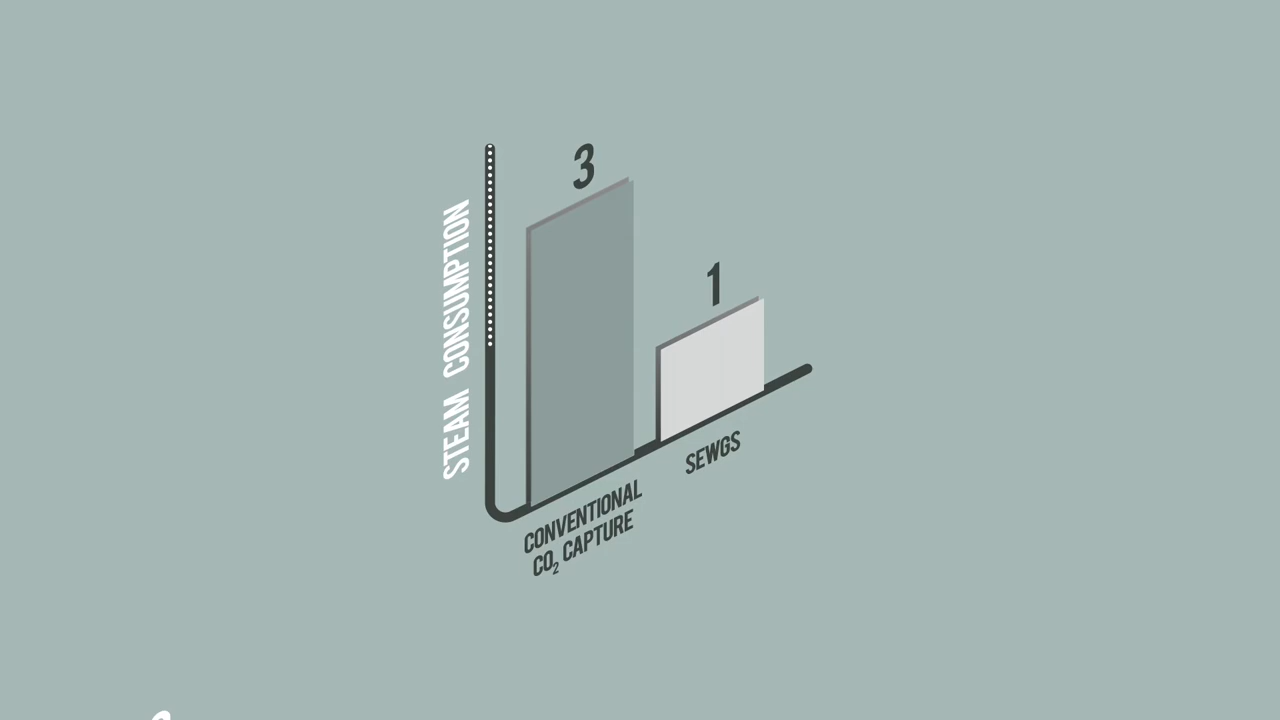 STEAM CONSUMPTION
3
1
CONVENTIONAL
CO₂ CAPTURE
SEWGS